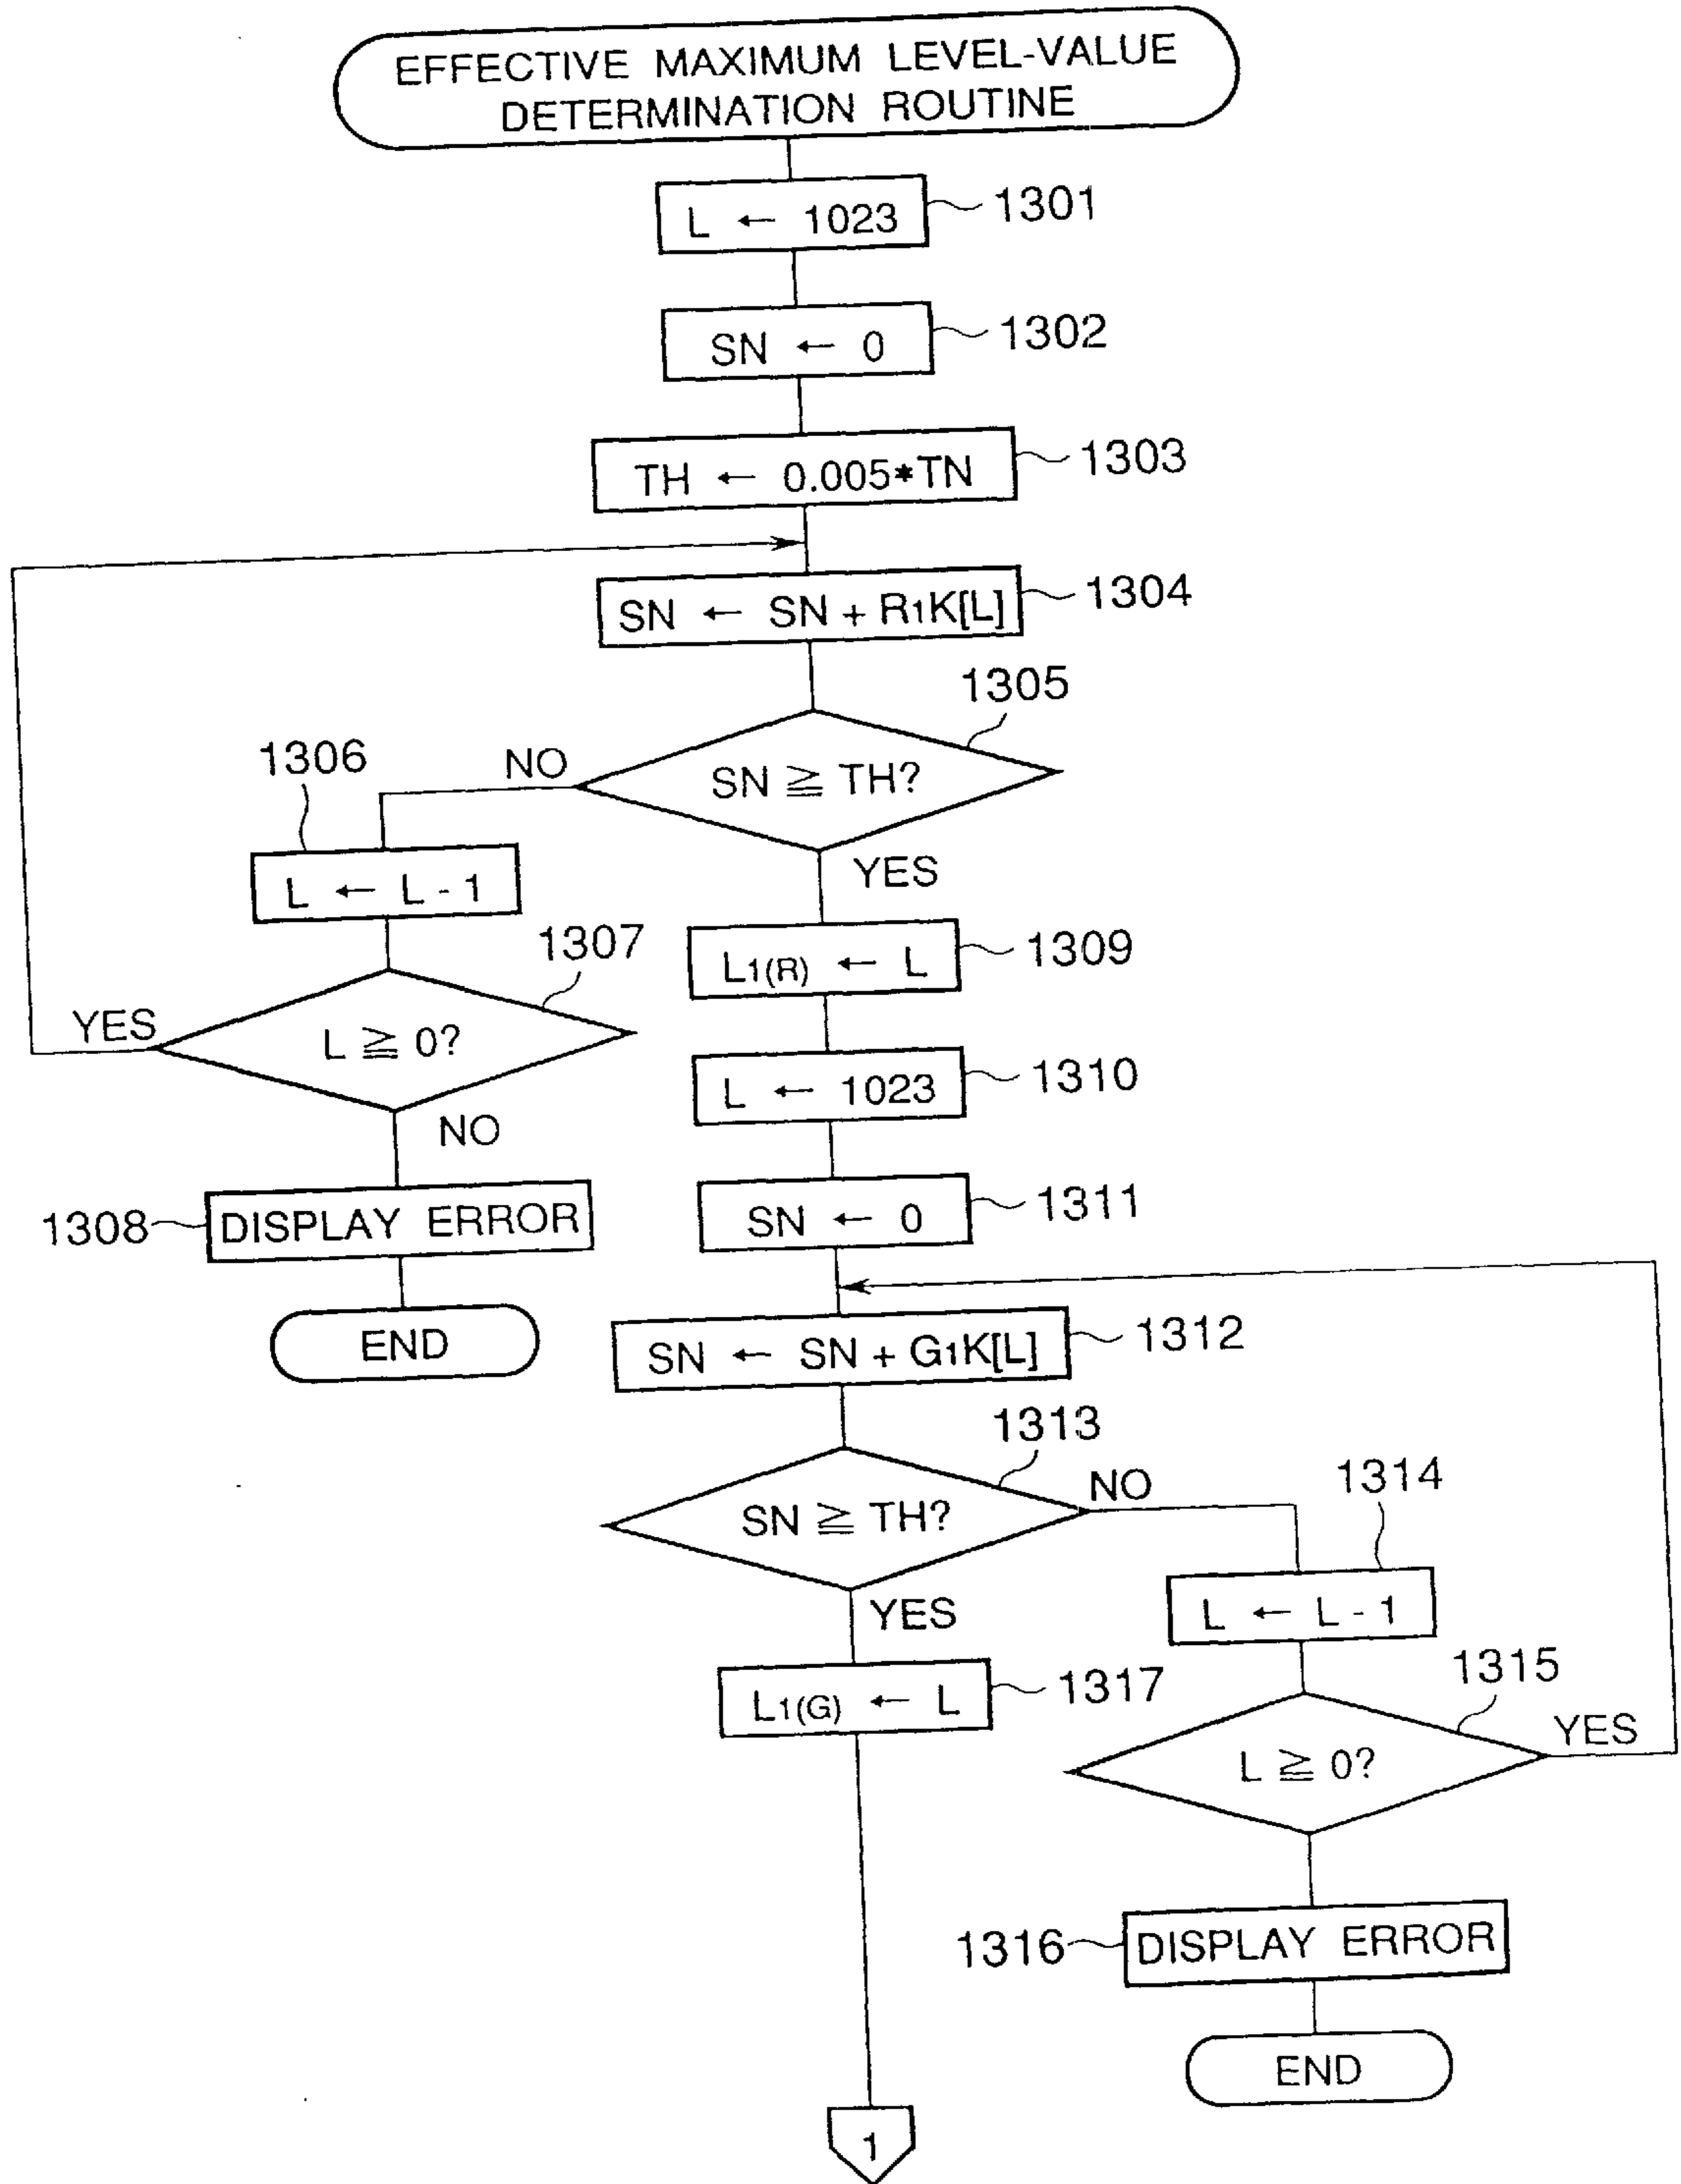 EFFECTIVE MAXIMUM LEVEL-VALUE
DETERMINATION ROUTINE
L ← 1023
1301
SN ← 0
1302
TH ← 0.005*TN
1303
SN ← SN + R1K[L]
1304
1305
SN ≧ TH?
NO
YES
1306
L ← L - 1
1307
L ≧ 0?
YES
NO
1308
DISPLAY ERROR
END
L1(R) ← L
1309
L ← 1023
1310
SN ← 0
1311
SN ← SN + G1K[L]
1312
1313
SN ≧ TH?
NO
YES
1314
L ← L - 1
1315
L ≧ 0?
YES
1316
DISPLAY ERROR
END
L1(G) ← L
1317
1